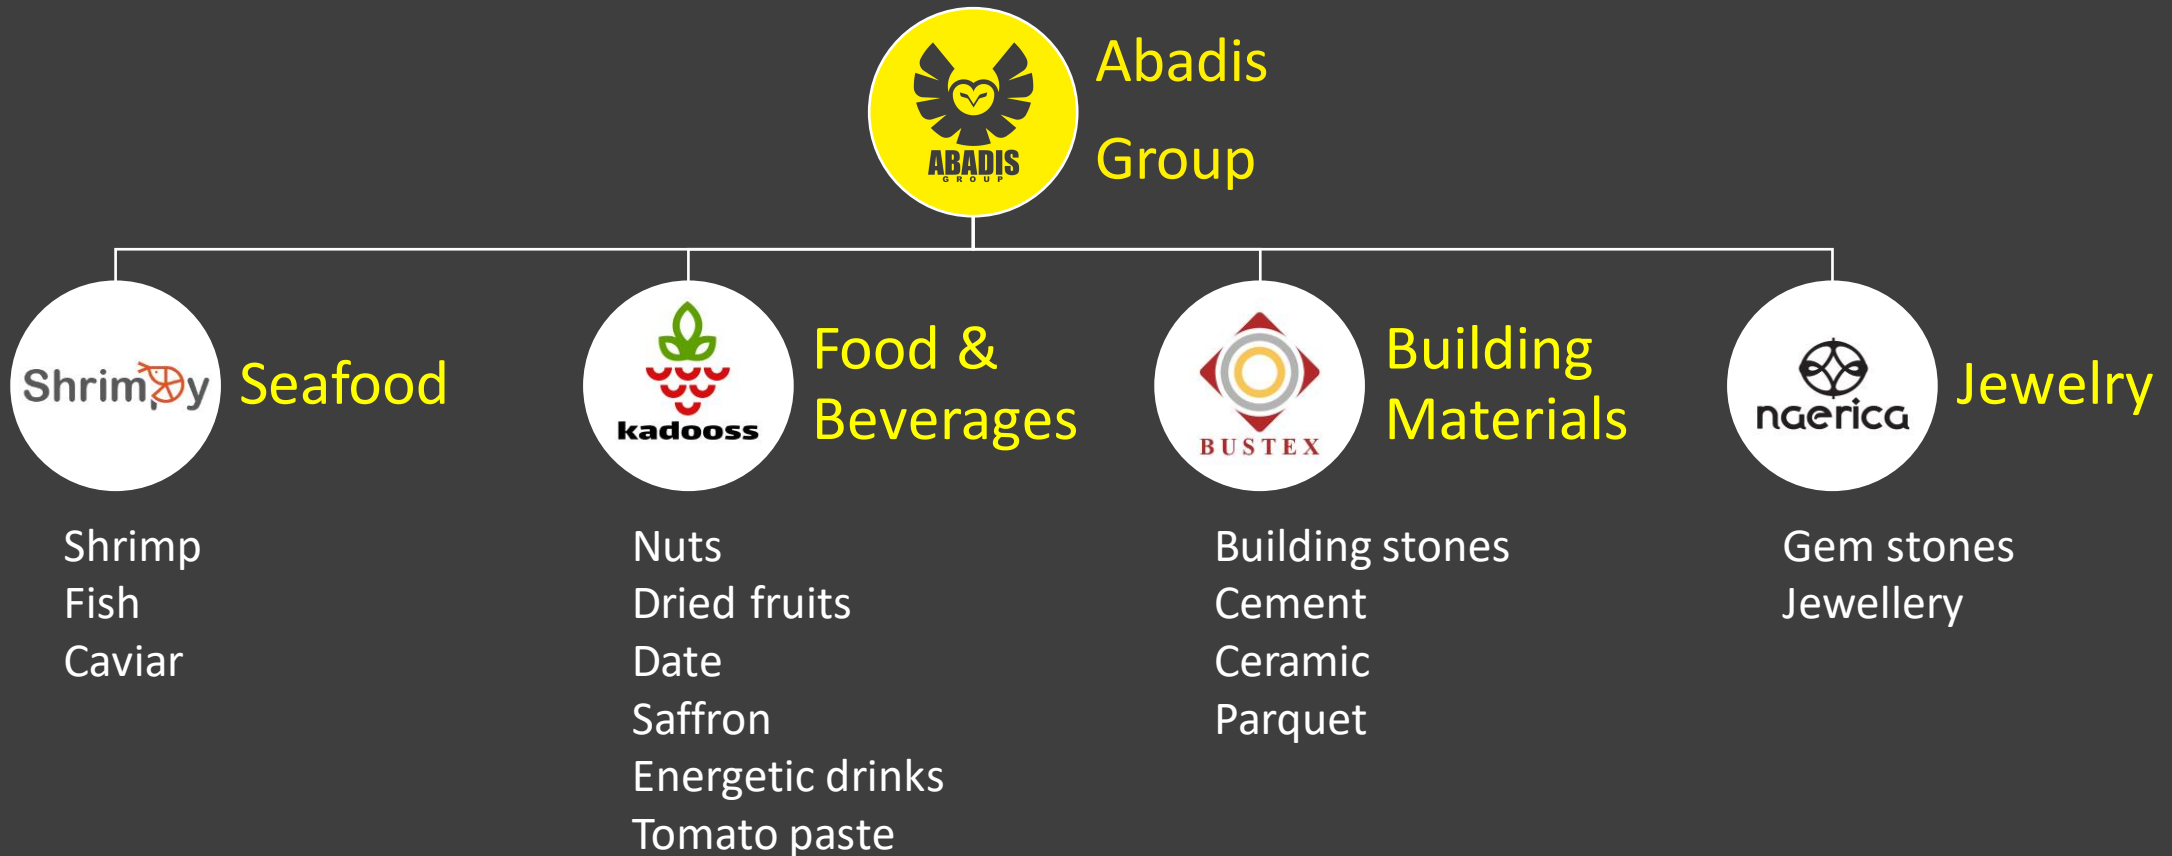 ABADIS
GROUP
Abadis
Group
Shrimpy
Seafood
kadooss
Food &
Beverages
BUSTEX
Building
Materials
naerica
Jewelry
Shrimp
Fish
Caviar
Nuts
Dried fruits
Date
Saffron
Energetic drinks
Tomato paste
Building stones
Cement
Ceramic
Parquet
Gem stones
Jewellery